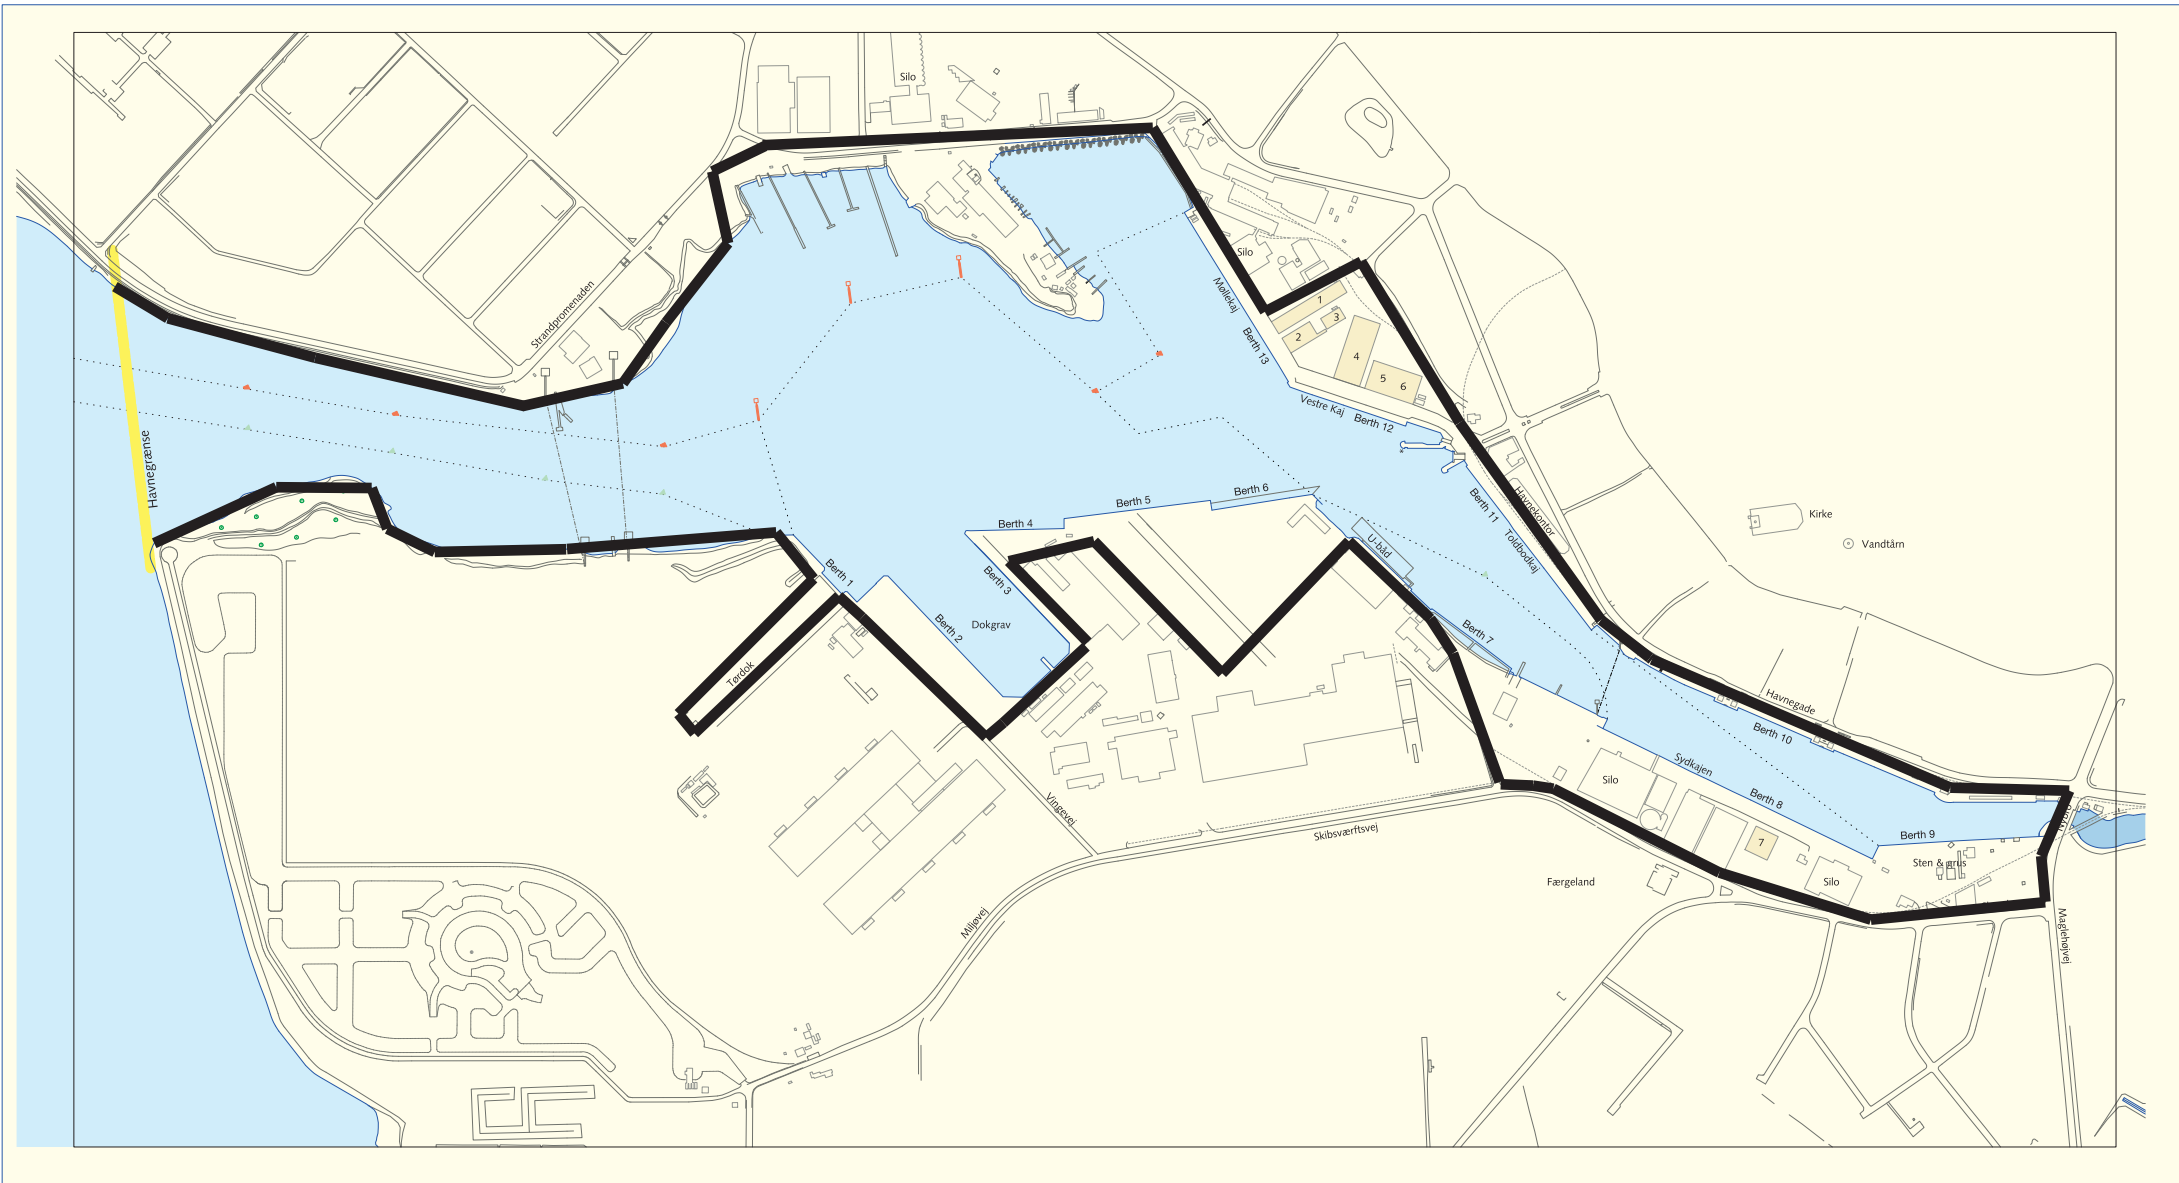 Silo
Strandpromenaden
Silo
Møllekaj
Berth 13
1
2
3
4
5
6
Vestre Kaj
Berth 12
Havnegrænse
Berth 6
Berth 5
Berth 4
Berth 11
Havnekontor
Toldbodkaj
Kirke
Vandtårn
U-båd
Berth 1
Berth 3
Berth 2
Dokgrav
Tørdok
Berth 7
Havnegade
Berth 10
Sydkajen
Silo
Berth 8
Berth 9
Nybro
7
Sten & grus
Silo
Vingevej
Skibsværftsvej
Færgeland
Miljøvej
Maglehøjvej